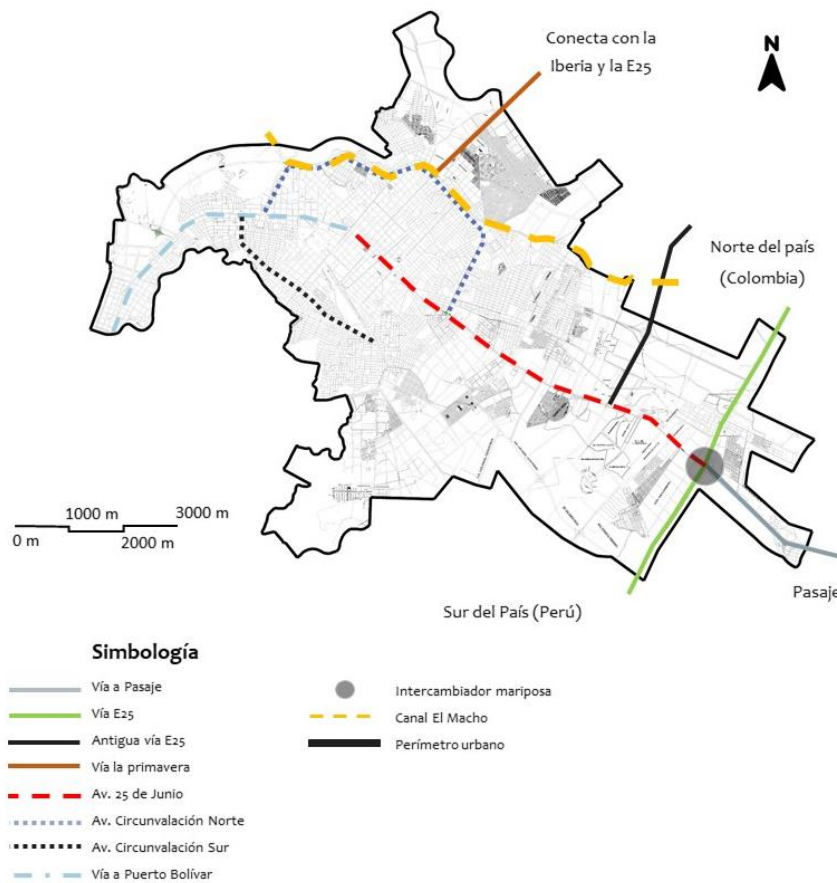 Conecta con la
Iberia y la E25
N
Norte del país
(Colombia)
1000 m
3000 m
0 m
2000 m
Sur del País (Perú)
Pasaje
Simbología
Vía a Pasaje
Vía E25
Antigua vía E25
Vía la primavera
Av. 25 de Junio
Av. Circunvalación Norte
Av. Circunvalación Sur
Vía a Puerto Bolívar
Intercambiador mariposa
Canal El Macho
Perímetro urbano